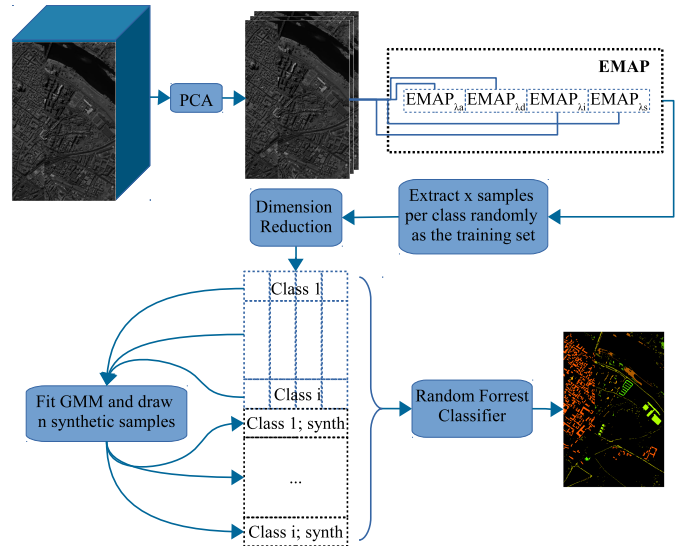 PCA
EMAP
EMAPλa EMAPλd EMAPλi EMAPλs
Dimension
Reduction
Extract x samples
per class randomly
as the training set
Class 1
Class i
Fit GMM and draw
n synthetic samples
Class 1; synth
...
Class i; synth
Random Forrest
Classifier